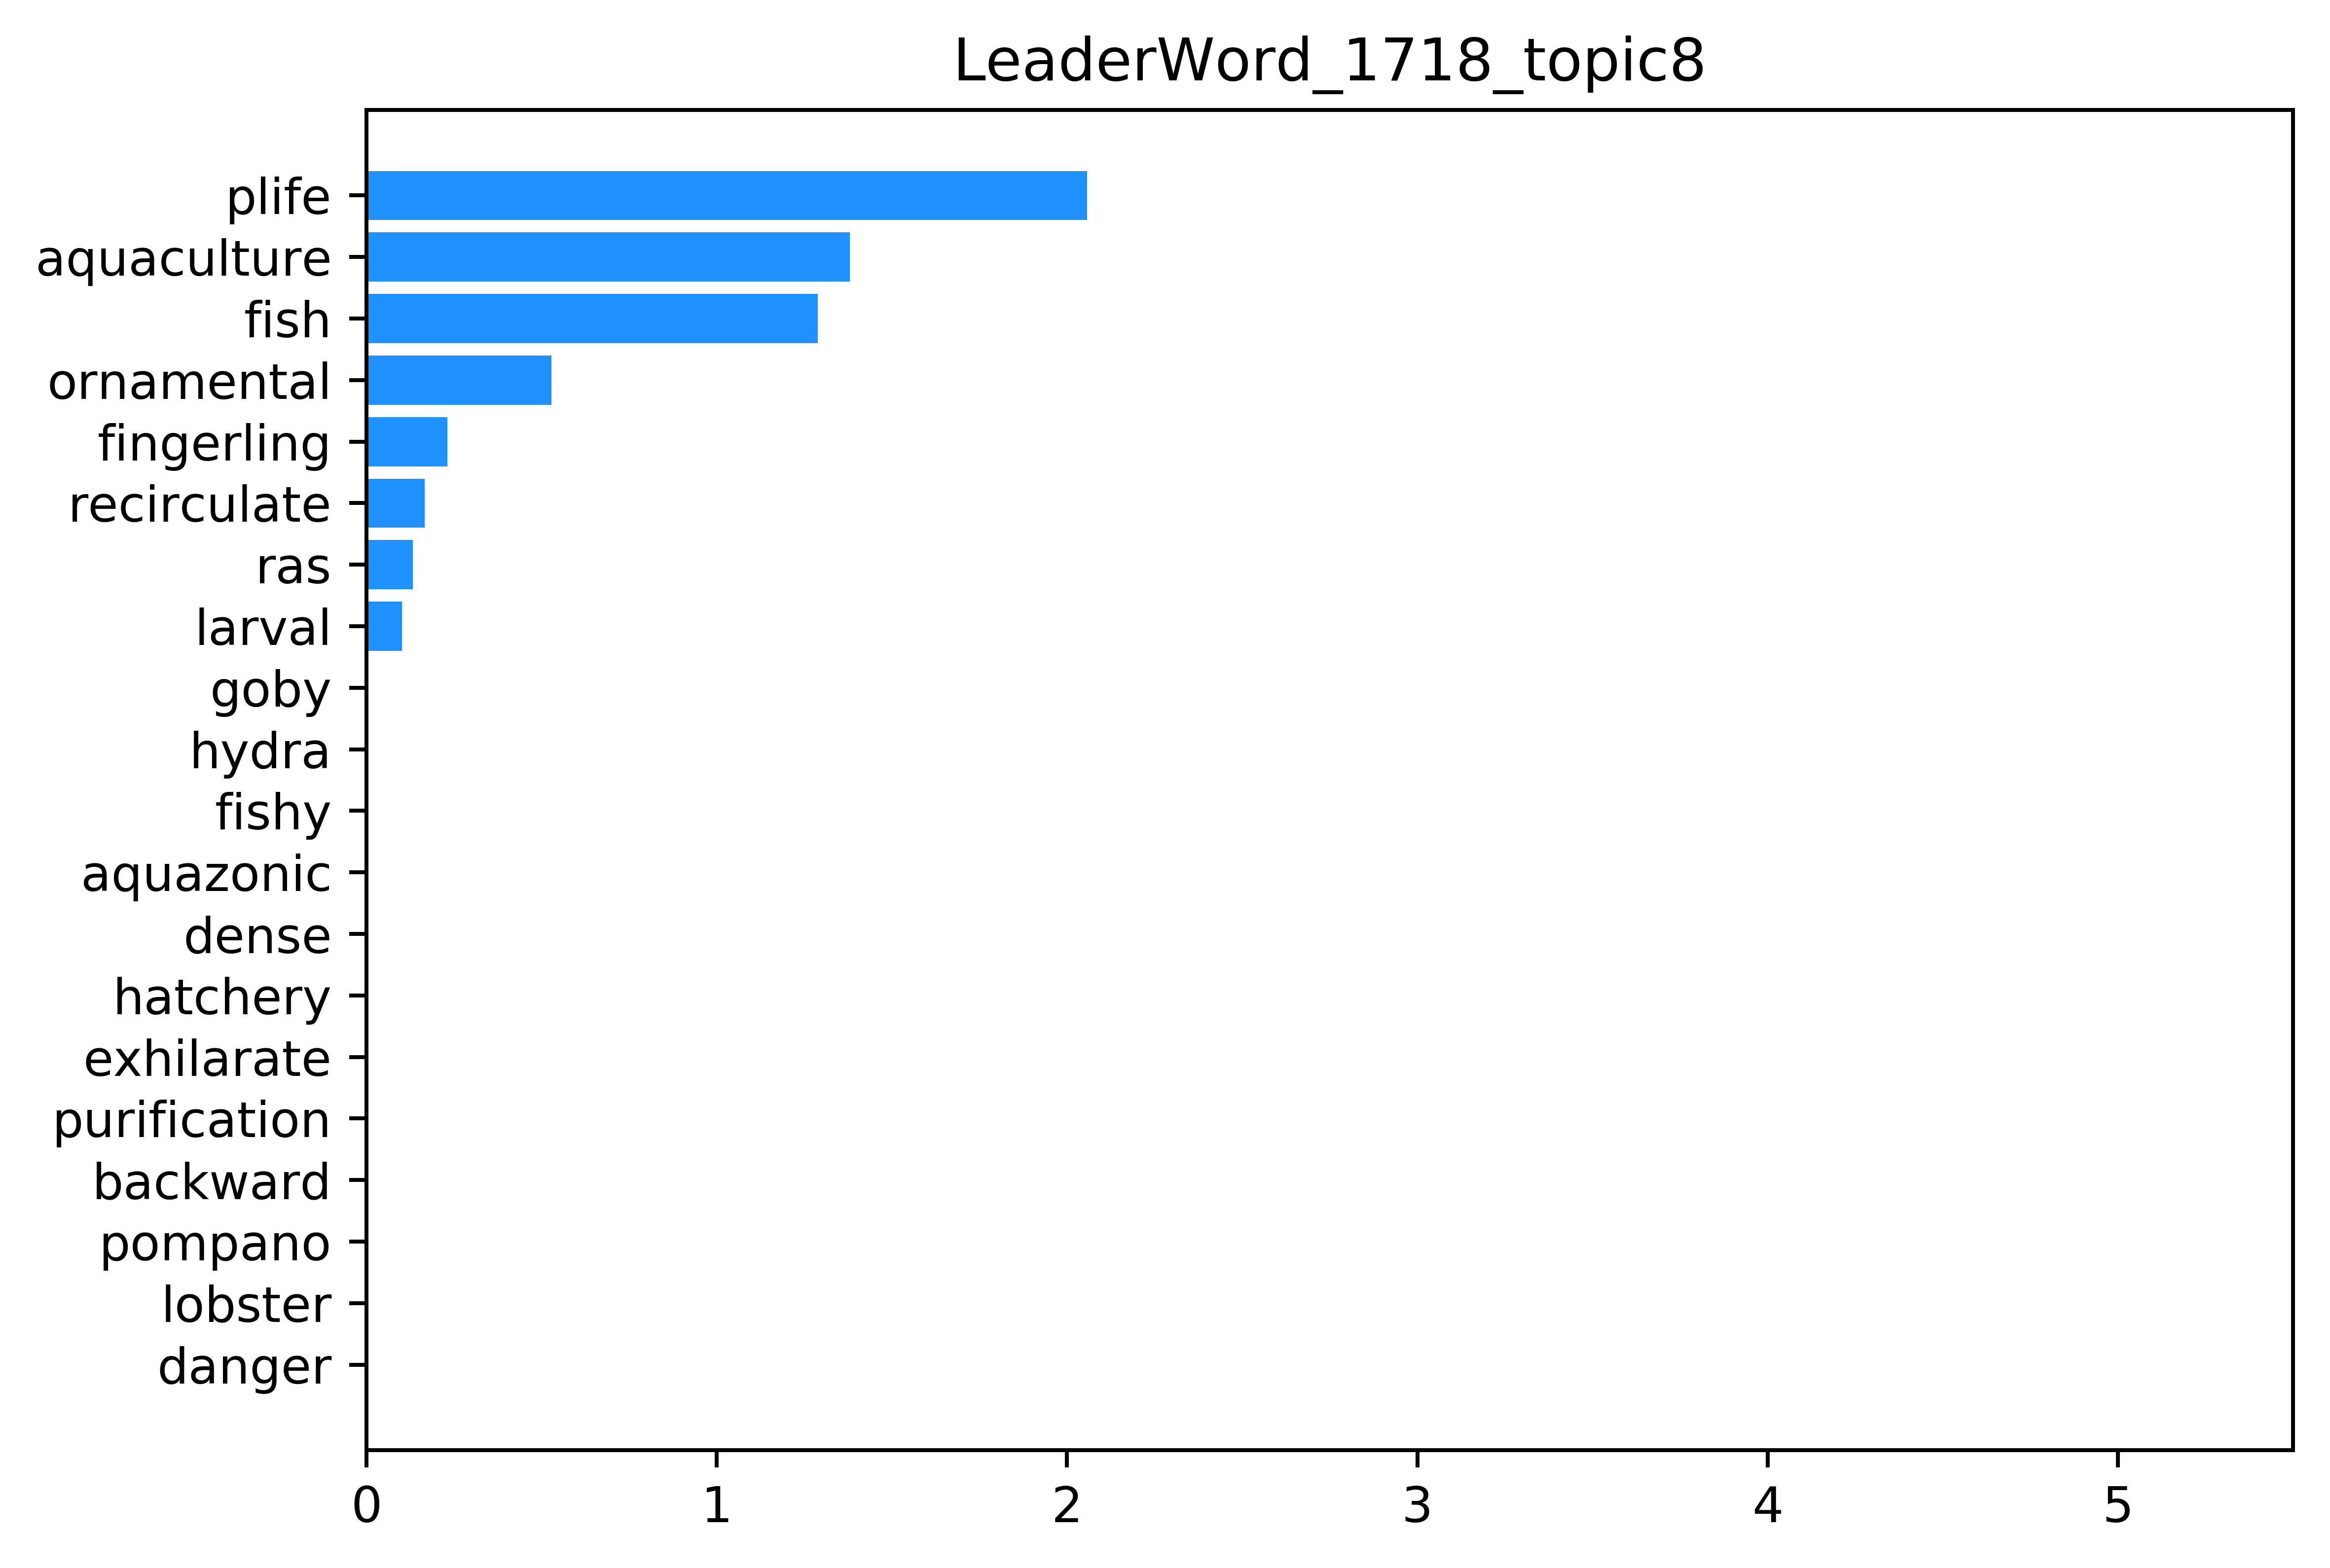 LeaderWord_1718_topic8
plife
aquaculture
fish
ornamental
fingerling
recirculate
ras
larval
goby
hydra
fishy
aquazonic
dense
hatchery
exhilarate
purification
backward
pompano
lobster
danger
0 1 2 3 4 5